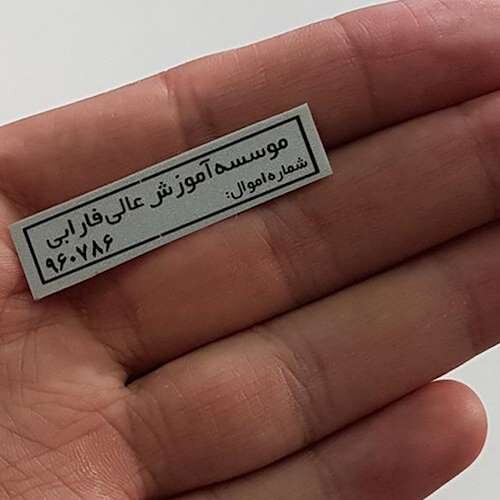 موسسه آموزش عالی فارابی
شماره اموال:
۹۶۰۷۸۶